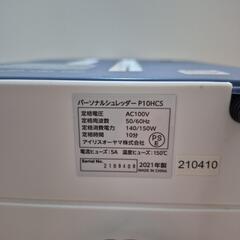 パーソナルシュレッダー P10HCS
定格電圧 AC100V
定格周波数 50/60Hz
定格消費電力 140/150W
定格時間 10分
アイリスオーヤマ株式会社
電流ヒューズ:5A 温度ヒューズ:150℃
Serial No. 2109409
2021年製
MADE IN CHINA
210410